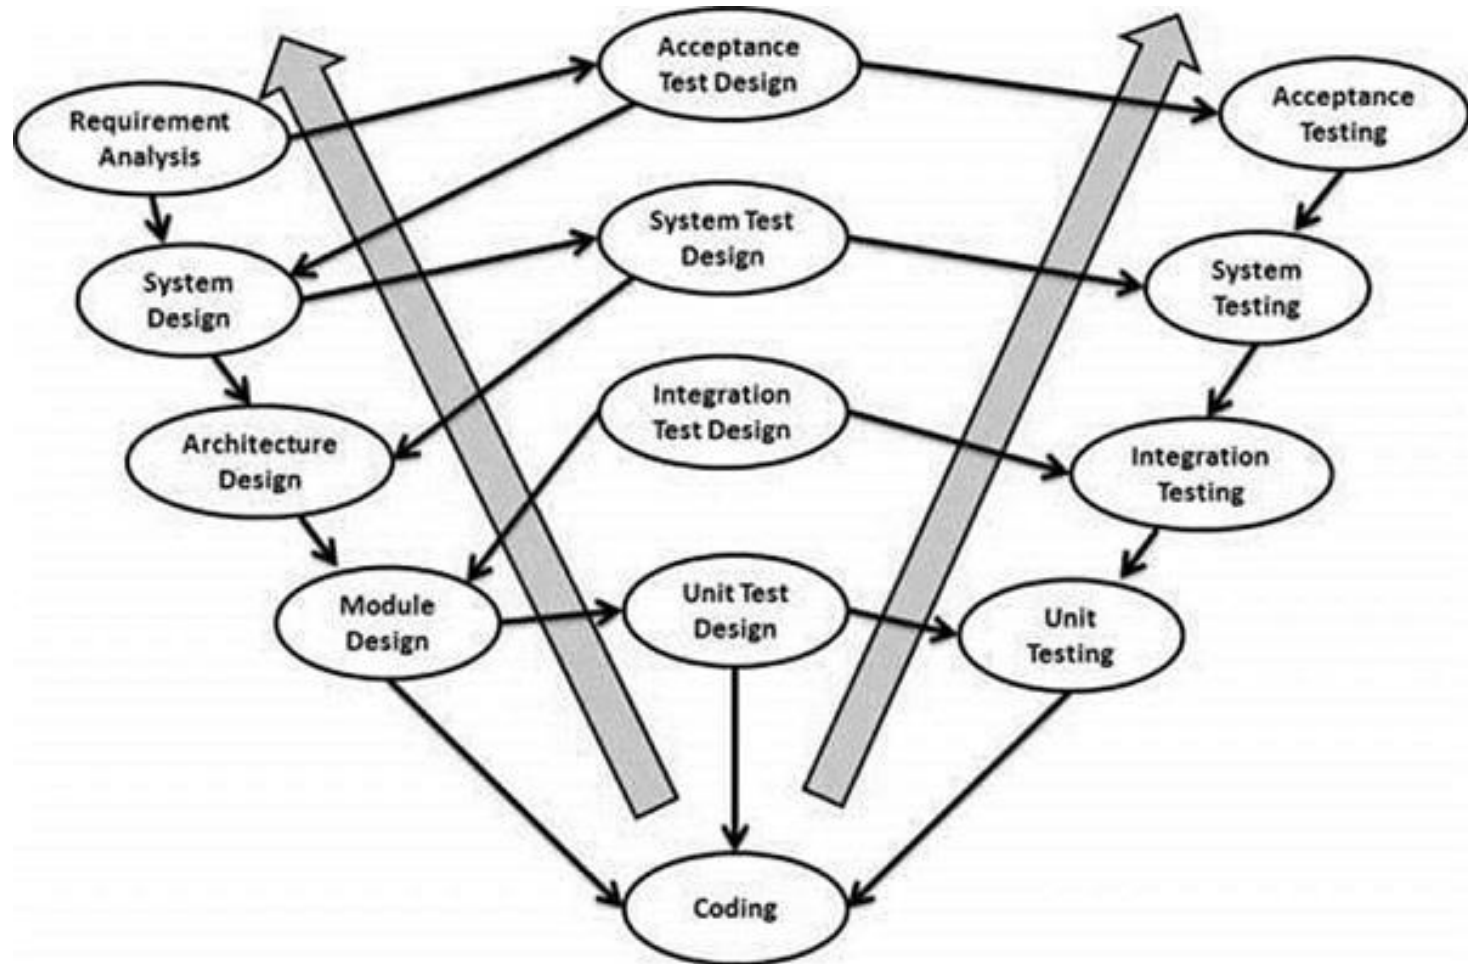 Acceptance
Test Design
Requirement
Analysis
Acceptance
Testing
System
Design
System Test
Design
System
Testing
Architecture
Design
Integration
Test Design
Integration
Testing
Module
Design
Unit Test
Design
Unit
Testing
Coding